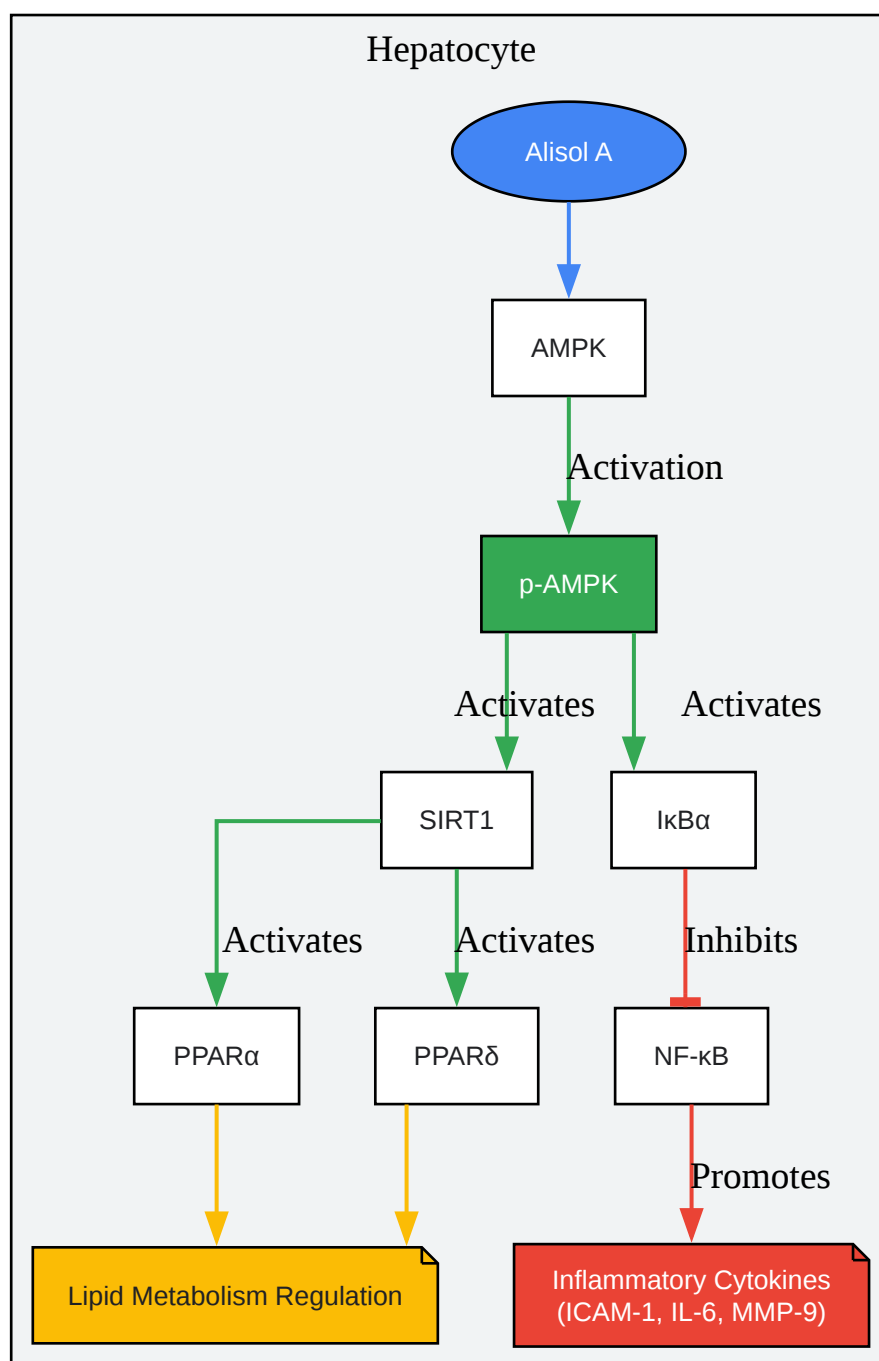 Hepatocyte
Alisol A
AMPK
Activation
p-AMPK
Activates
Activates
SIRT1
IκBα
Activates
Activates
Inhibits
PPARα
PPARδ
NF-κB
Promotes
Lipid Metabolism Regulation
Inflammatory Cytokines
(ICAM-1, IL-6, MMP-9)